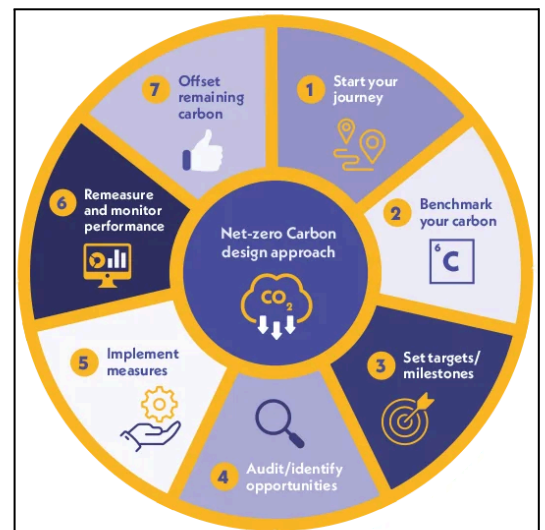 Net-zero Carbon
design approach
CO2
1 Start your
journey
2 Benchmark
your carbon
6
C
3 Set targets/
milestones
4 Audit/identify
opportunities
5 Implement
measures
6 Remeasure
and monitor
performance
7 Offset
remaining
carbon